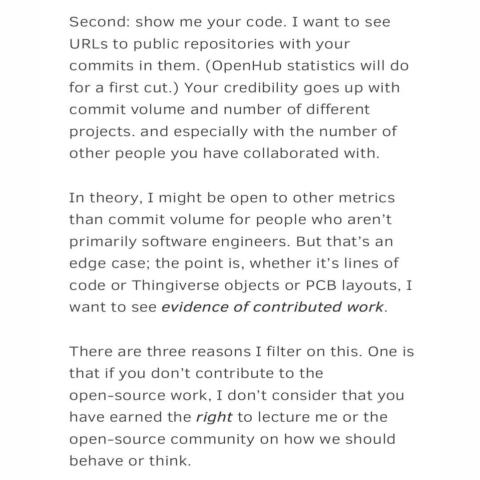 Second: show me your code. I want to see
URLs to public repositories with your
commits in them. (OpenHub statistics will do
for a first cut.) Your credibility goes up with
commit volume and number of different
projects. and especially with the number of
other people you have collaborated with.
In theory, I might be open to other metrics
than commit volume for people who aren't
primarily software engineers. But that's an
edge case; the point is, whether it's lines of
code or Thingiverse objects or PCB layouts, I
want to see evidence of contributed work.
There are three reasons I filter on this. One is
that if you don't contribute to the
open-source work, I don't consider that you
have earned the right to lecture me or the
open-source community on how we should
behave or think.